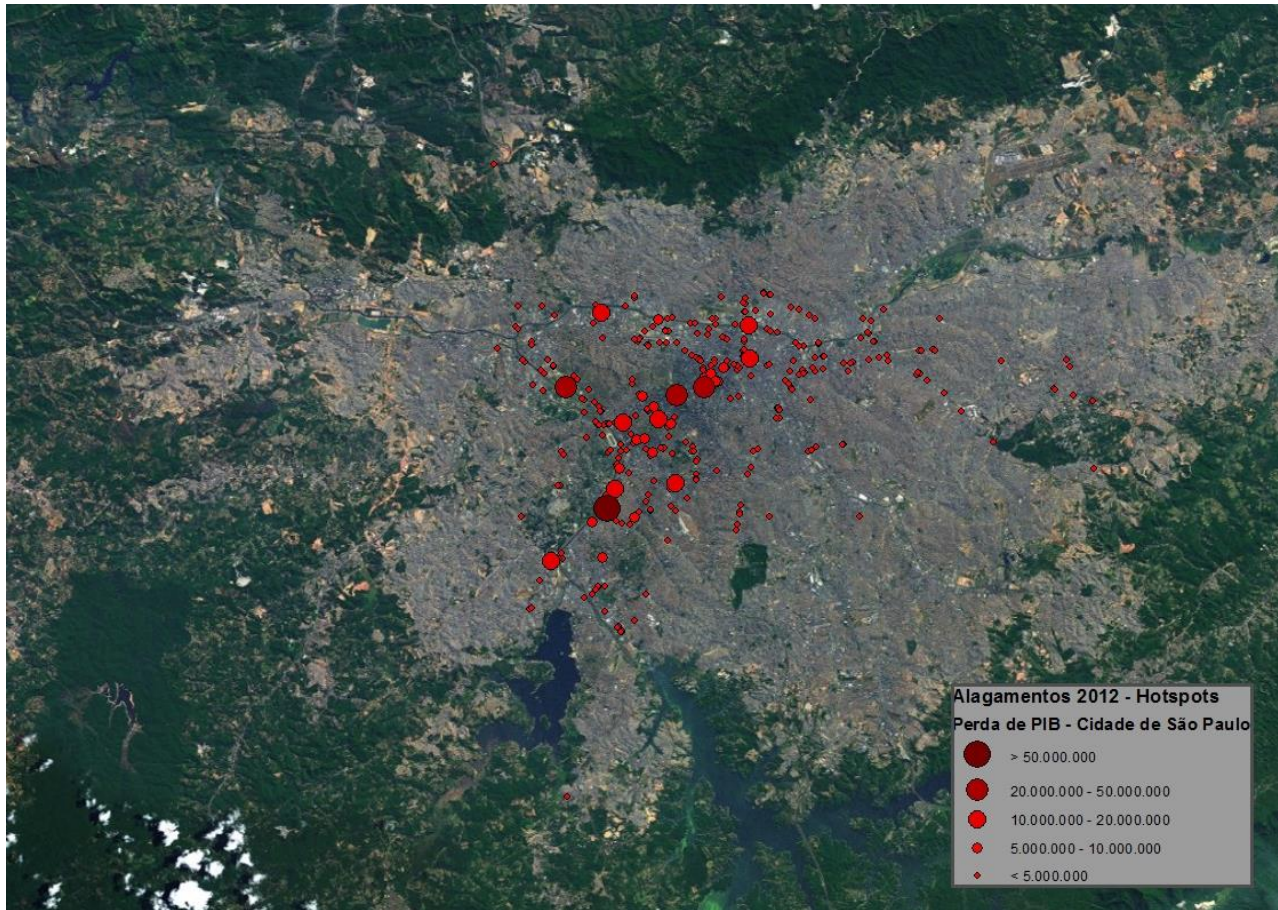 Alagamentos 2012 - Hotspots
Perda de PIB - Cidade de São Paulo
> 50.000.000
20.000.000 - 50.000.000
10.000.000 - 20.000.000
5.000.000 - 10.000.000
< 5.000.000